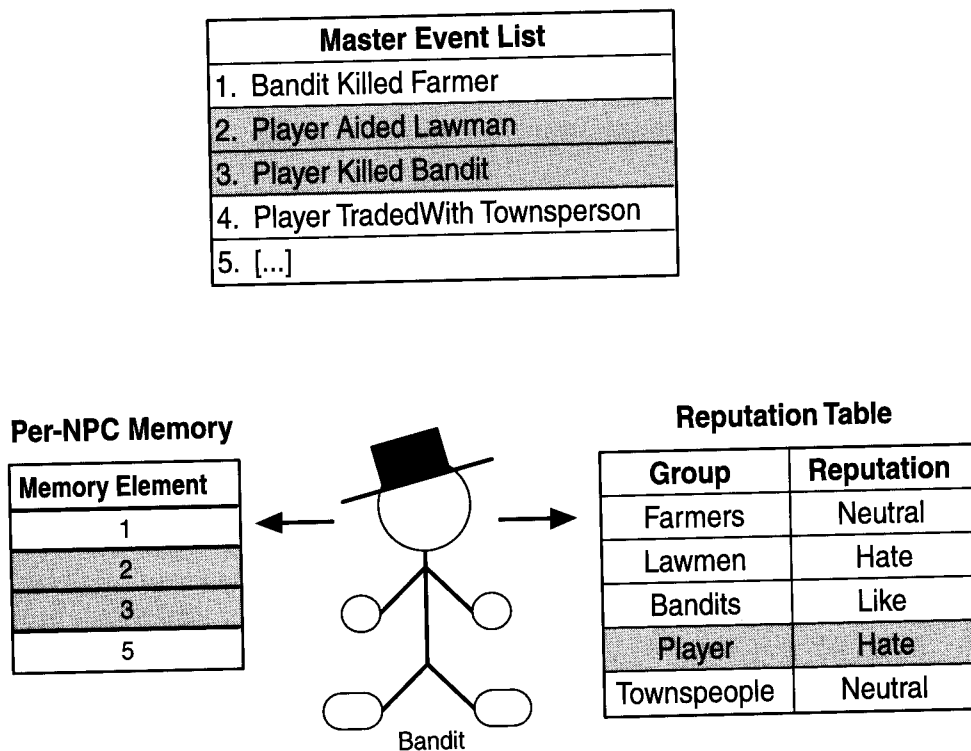 Master Event List
1. Bandit Killed Farmer
2. Player Aided Lawman
3. Player Killed Bandit
4. Player TradedWith Townsperson
5. [...]
Per-NPC Memory
Memory Element
1
2
3
5
Reputation Table
Group Reputation
Farmers Neutral
Lawmen Hate
Bandits Like
Player Hate
Townspeople Neutral
Bandit